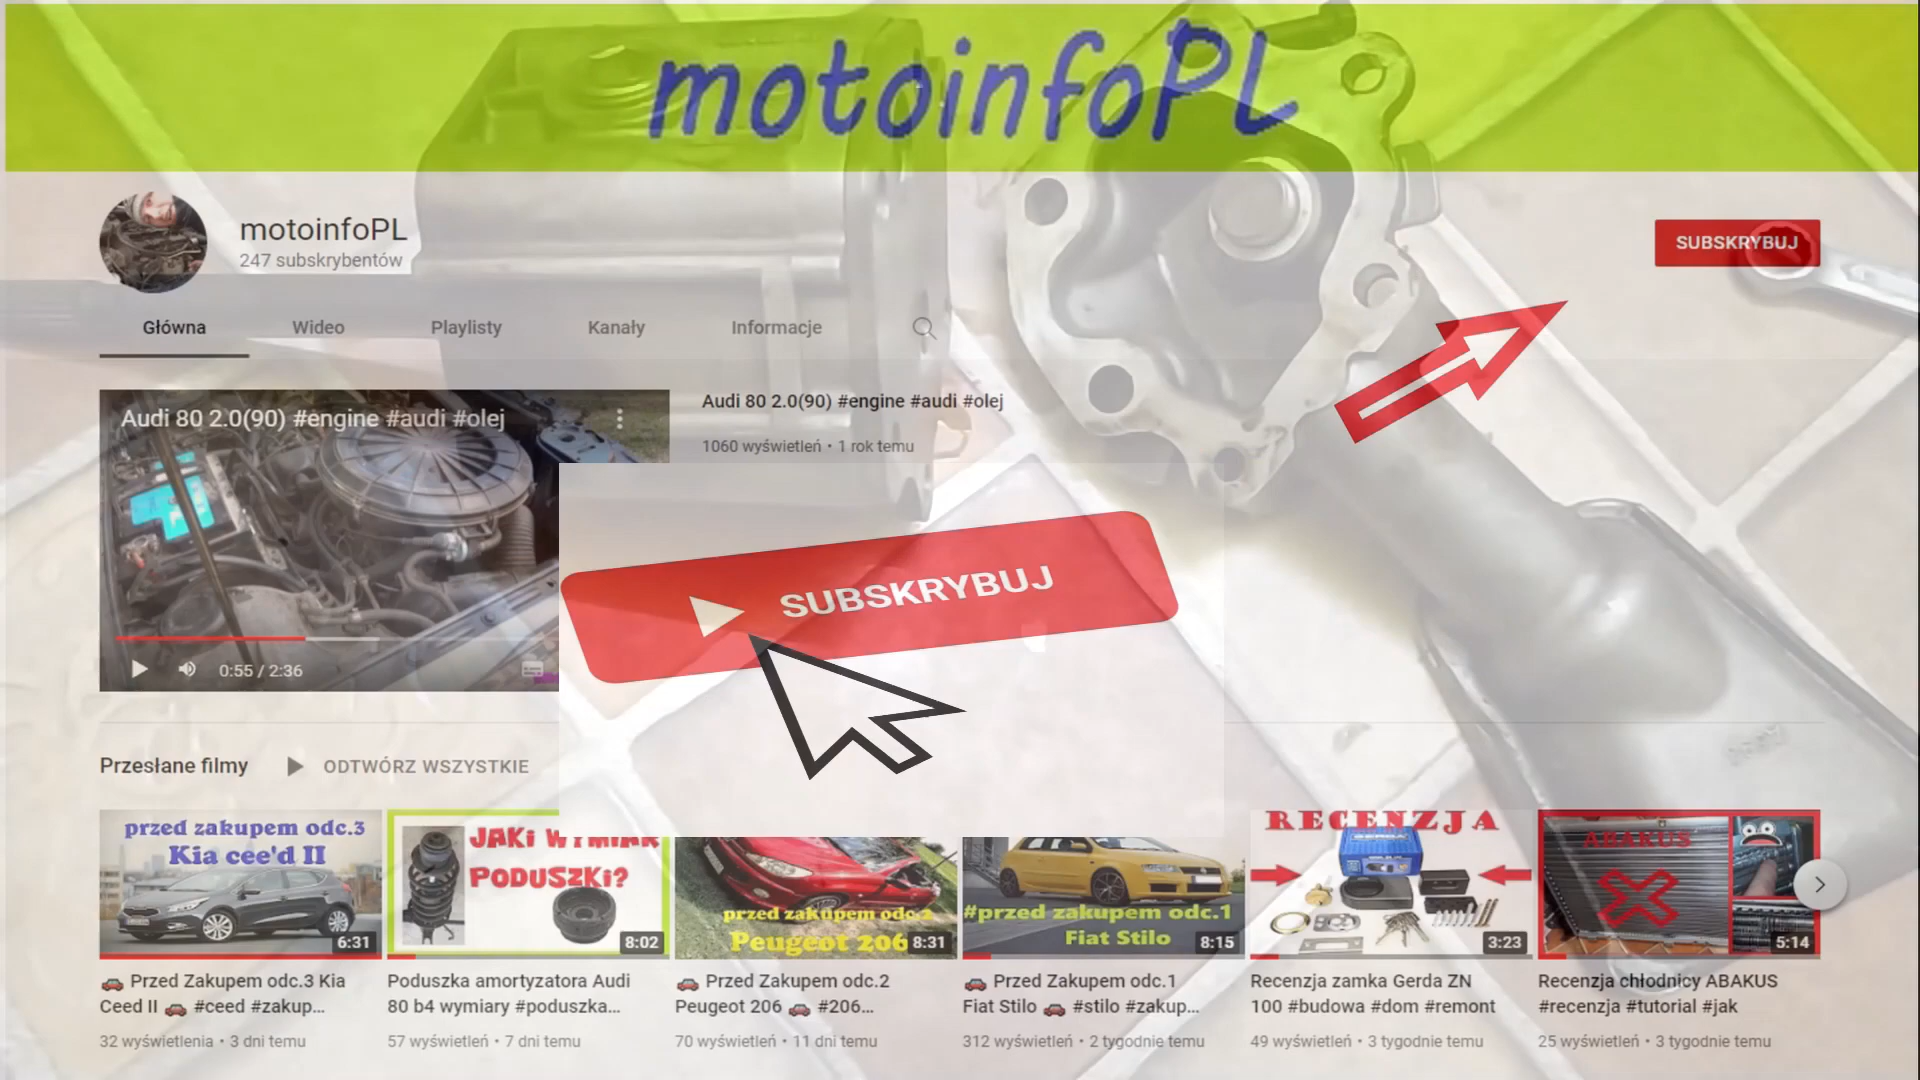 motoinfoPL
motoinfoPL
247 subskrybentów
SUBSKRYBUJ
Główna
Wideo
Playlisty
Kanały
Informacje
Audi 80 2.0(90) #engine #audi #olej
Audi 80 2.0(90) #engine #audi #olej
1060 wyświetleń • 1 rok temu
SUBSKRYBUJ
0:55 / 2:36
Przesłane filmy
ODTWÓRZ WSZYSTKIE
przed zakupem odc.3
Kia cee'd II
6:31
JAKi WYMIAR
PODUSZKi?
8:02
przed zakupem odc.2
Peugeot 206
8:31
#przed zakupem odc.1
Fiat Stilo
8:15
RECENZJA
GERDA
3:23
ABAKUS
5:14
Przed Zakupem odc.3 Kia
Ceed II #ceed #zakup...
32 wyświetlenia • 3 dni temu
Poduszka amortyzatora Audi
80 b4 wymiary #poduszka...
57 wyświetleń • 7 dni temu
Przed Zakupem odc.2
Peugeot 206 #206...
70 wyświetleń • 11 dni temu
Przed Zakupem odc.1
Fiat Stilo #stilo #zakup...
312 wyświetleń • 2 tygodnie temu
Recenzja zamka Gerda ZN
100 #budowa #dom #remont
49 wyświetleń • 3 tygodnie temu
Recenzja chłodnicy ABAKUS
#recenzja #tutorial #jak
25 wyświetleń • 3 tygodnie temu